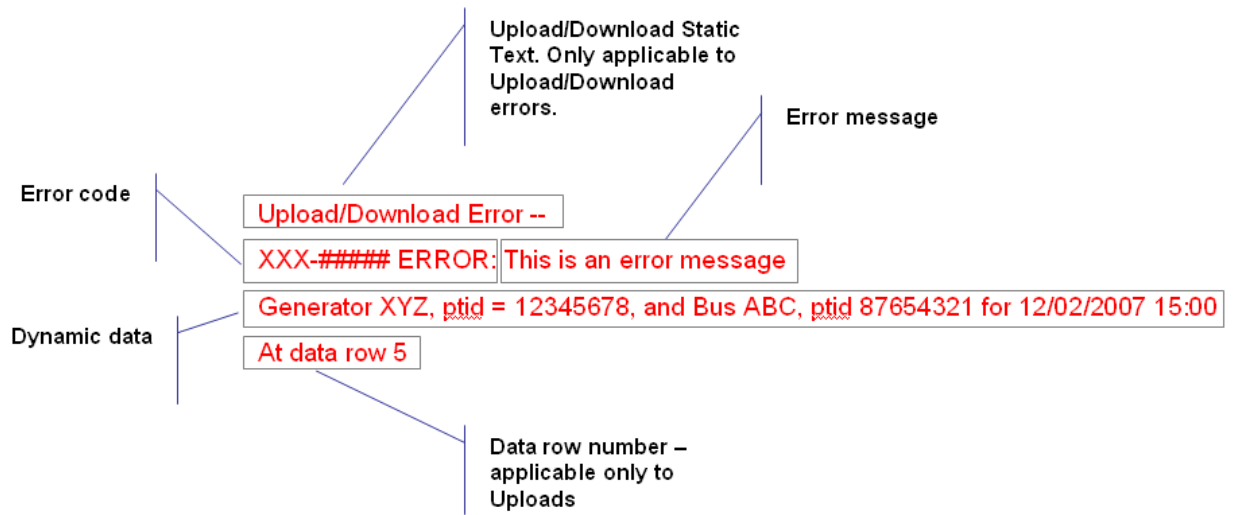 Upload/Download Static
Text. Only applicable to
Upload/Download
errors.
Error message
Error code
Upload/Download Error --
XXX-##### ERROR: This is an error message
Generator XYZ, ptid = 12345678, and Bus ABC, ptid 87654321 for 12/02/2007 15:00
Dynamic data
At data row 5
Data row number –
applicable only to
Uploads